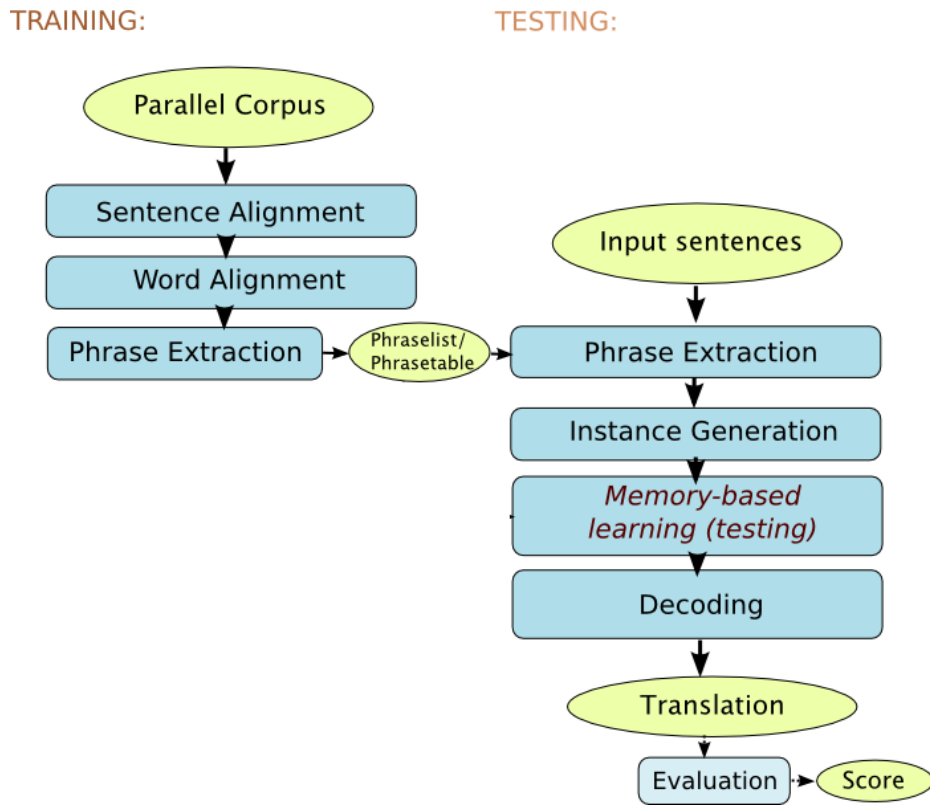 TRAINING:
TESTING:
Parallel Corpus
Sentence Alignment
Word Alignment
Phrase Extraction
Phraselist/
Phrasetable
Input sentences
Phrase Extraction
Instance Generation
Memory-based
learning (testing)
Decoding
Translation
Evaluation
Score